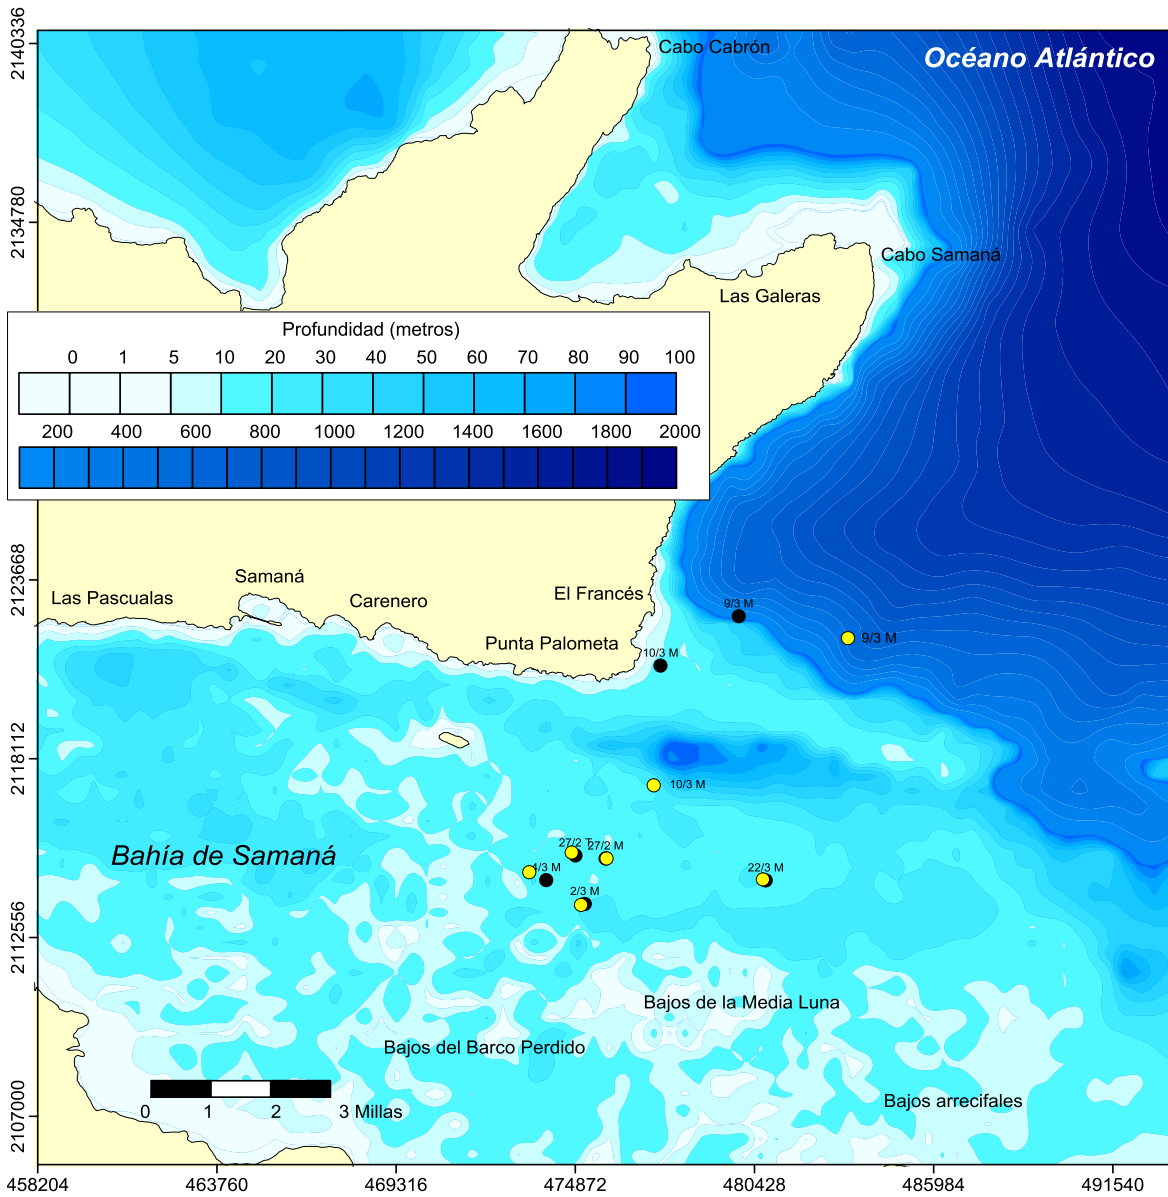 2140336
Cabo Cabrón
Océano Atlántico
2134780
Cabo Samaná
Las Galeras
Profundidad (metros)
0 1 5 10 20 30 40 50 60 70 80 90 100
200 400 600 800 1000 1200 1400 1600 1800 2000
2123668
Samaná
Las Pascualas
Carenero
El Francés
9/3 M
9/3 M
Punta Palometa
10/3 M
2118112
10/3 M
Bahía de Samaná
27/2 T
27/2 M
4/3 M
22/3 M
2/3 M
2112556
Bajos de la Media Luna
Bajos del Barco Perdido
Bajos arrecifales
0 1 2 3 Millas
2107000
458204 463760 469316 474872 480428 485984 491540